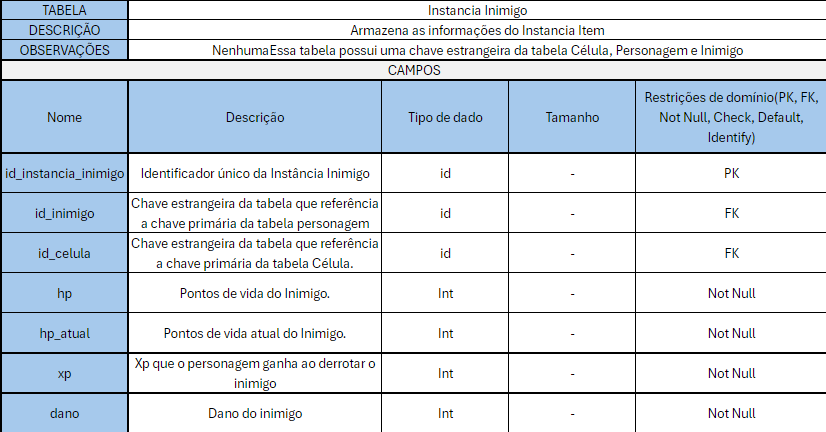 TABELA Instancia Inimigo
DESCRIÇÃO Armazena as informações do Instancia Item
OBSERVAÇÕES NenhumaEssa tabela possui uma chave estrangeira da tabela Célula, Personagem e Inimigo
CAMPOS
Nome Descrição Tipo de dado Tamanho Restrições de domínio(PK, FK,
Not Null, Check, Default,
Identify)
id_instancia_inimigo Identificador único da Instância Inimigo id - PK
id_inimigo Chave estrangeira da tabela que referência
a chave primária da tabela personagem id - FK
id_celula Chave estrangeira da tabela que referência
a chave primária da tabela Célula. id - FK
hp Pontos de vida do Inimigo. Int - Not Null
hp_atual Pontos de vida atual do Inimigo. Int - Not Null
xp Xp que o personagem ganha ao derrotar o
inimigo Int - Not Null
dano Dano do inimigo Int - Not Null